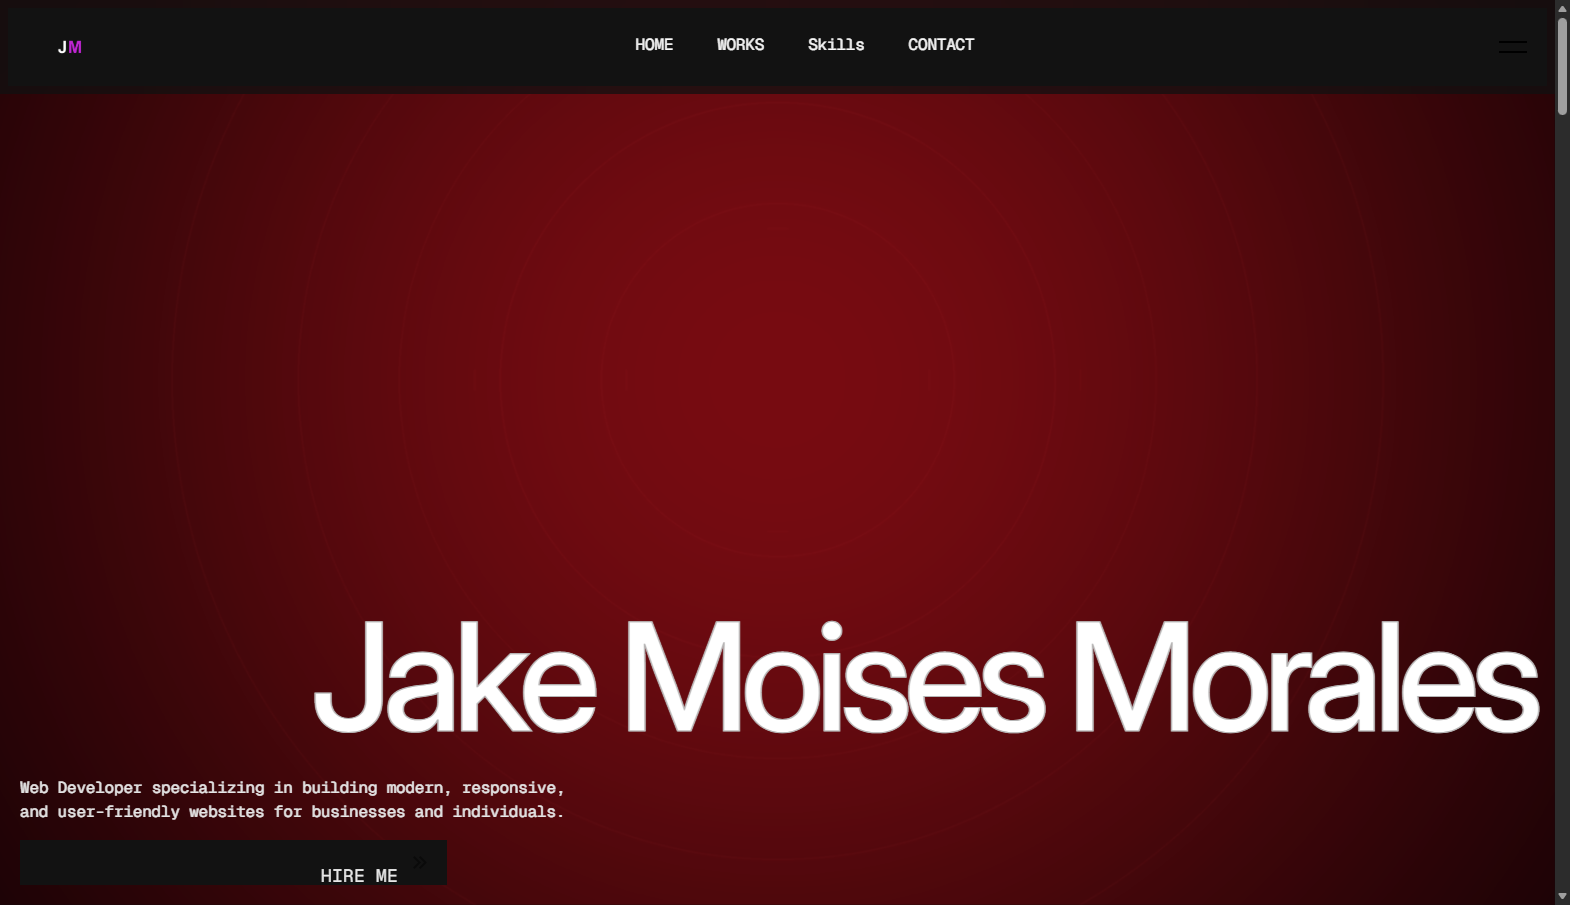 JM
HOME WORKS Skills CONTACT
Jake Moises Morales
Web Developer specializing in building modern, responsive,
and user-friendly websites for businesses and individuals.
HIRE ME »